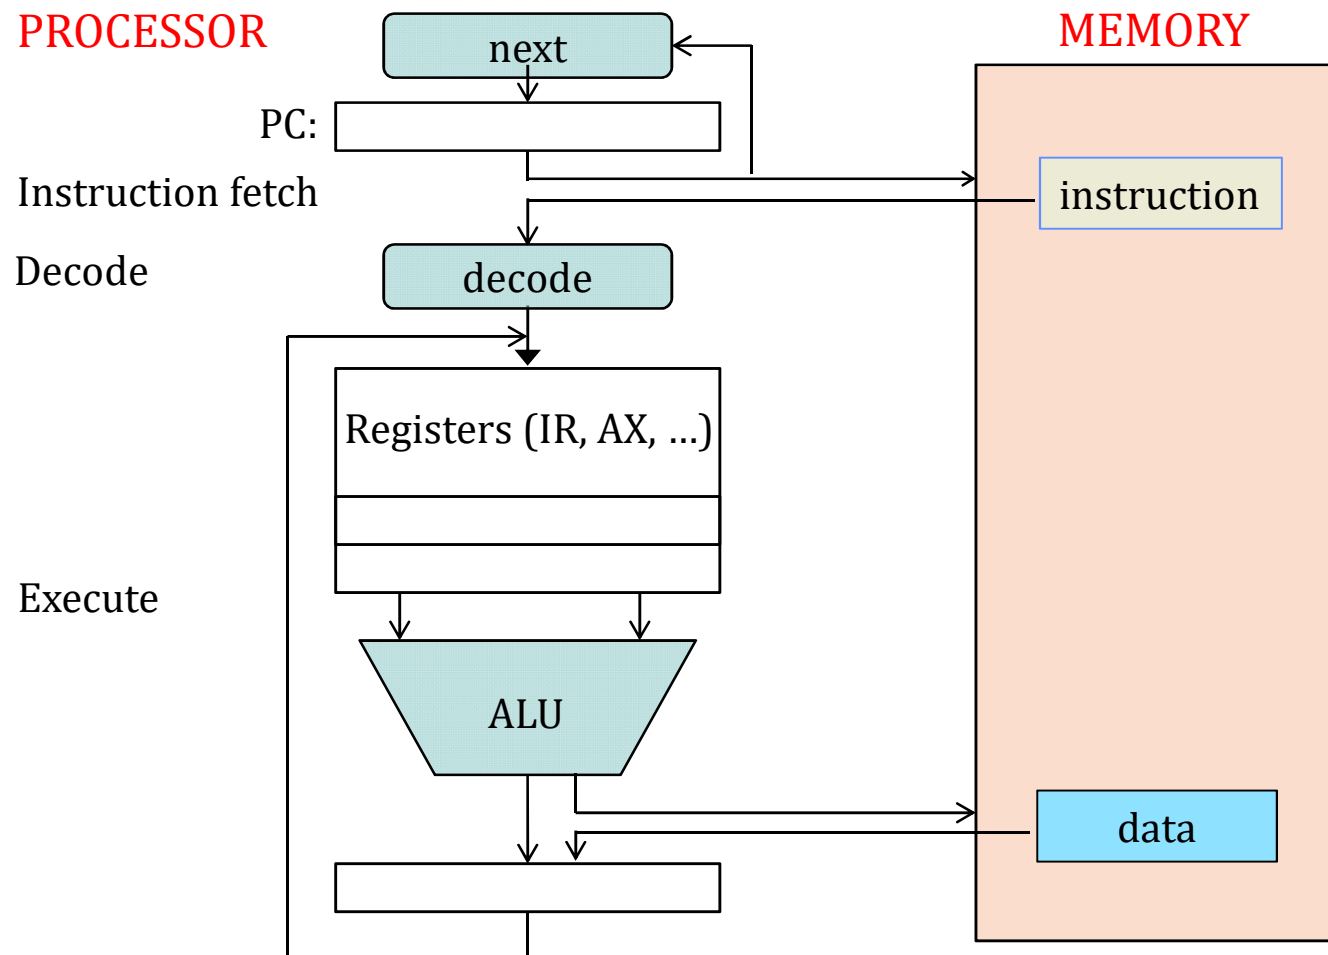 PROCESSOR
MEMORY
next
PC:
Instruction fetch
instruction
Decode
decode
Registers (IR, AX, ...)
Execute
ALU
data